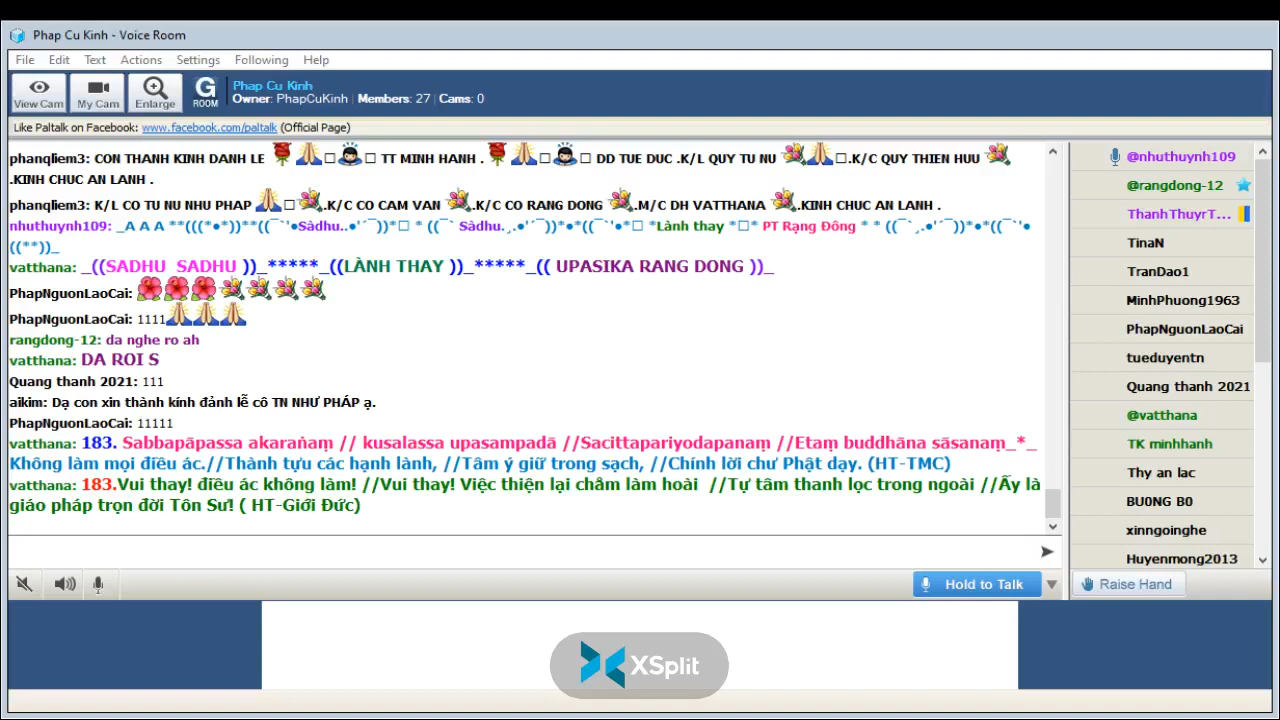 Phap Cu Kinh - Voice Room
File Edit Text Actions Settings Following Help
View Cam My Cam Enlarge G ROOM
Phap Cu Kinh
Owner: PhapCuKinh | Members: 27 | Cams: 0
Like Paltalk on Facebook: www.facebook.com/paltalk (Official Page)
phanqliem3: CON THANH KINH DANH LE 🌹🙏□🙇□ TT MINH HANH . 🌹🙏□🙇□ DD TUE DUC .K/L QUY TU NU 💐🙏□.K/C QUY THIEN HUU 💐
.KINH CHUC AN LANH .
phanqliem3: K/L CO TU NU NHU PHAP 🙏□💐.K/C CO CAM VAN 💐.K/C CO RANG DONG 💐.M/C DH VATTHANA 💐.KINH CHUC AN LANH .
nhuthuynh109: _A A A **(((*●*))**((¯`'●Sàdhu..●'´¯))*□ * ((¯` Sàdhu.¸.●'´¯))*●*((¯`'●*□ *Lành thay *□* PT Rạng Đông * * ((¯`¸.●'´¯))*●*((¯`'●*
((**))_
vatthana: _((SADHU SADHU ))_*****_((LÀNH THAY ))_*****_(( UPASIKA RANG DONG ))_
PhapNguonLaoCai: 🌺🌺🌺💐💐💐💐
PhapNguonLaoCai: 1111🙏🙏🙏
rangdong-12: da nghe ro ah
vatthana: DA ROI S
Quang thanh 2021: 111
aikim: Dạ con xin thành kính đảnh lễ cô TN NHƯ PHÁP ạ.
PhapNguonLaoCai: 11111
vatthana: 183. Sabbapāpassa akaraṅaṃ // kusalassa upasampadā //Sacittapariyodapanaṃ //Etaṃ buddhāna sāsanaṃ_*_
Không làm mọi điều ác.//Thành tựu các hạnh lành, //Tâm ý giữ trong sạch, //Chính lời chư Phật dạy. (HT-TMC)
vatthana: 183.Vui thay! điều ác không làm! //Vui thay! Việc thiện lại chăm làm hoài //Tự tâm thanh lọc trong ngoài //Ấy là
giáo pháp trọn đời Tôn Sư! ( HT-Giới Đức)
@nhuthuynh109
@rangdong-12
ThanhThuyrT...
TinaN
TranDao1
MinhPhuong1963
PhapNguonLaoCai
tueduyentn
Quang thanh 2021
@vatthana
TK minhhanh
Thy an lac
BU0NG B0
xinngoinghe
Huyenmong2013
Hold to Talk
Raise Hand
XSplit